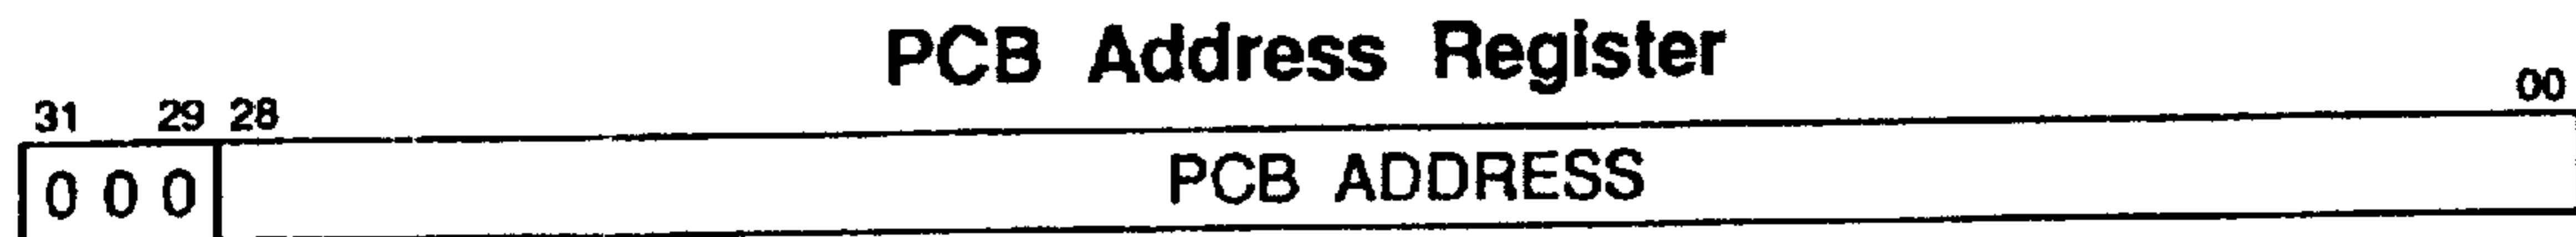 PCB Address Register
31 29 28 00
0 0 0 PCB ADDRESS